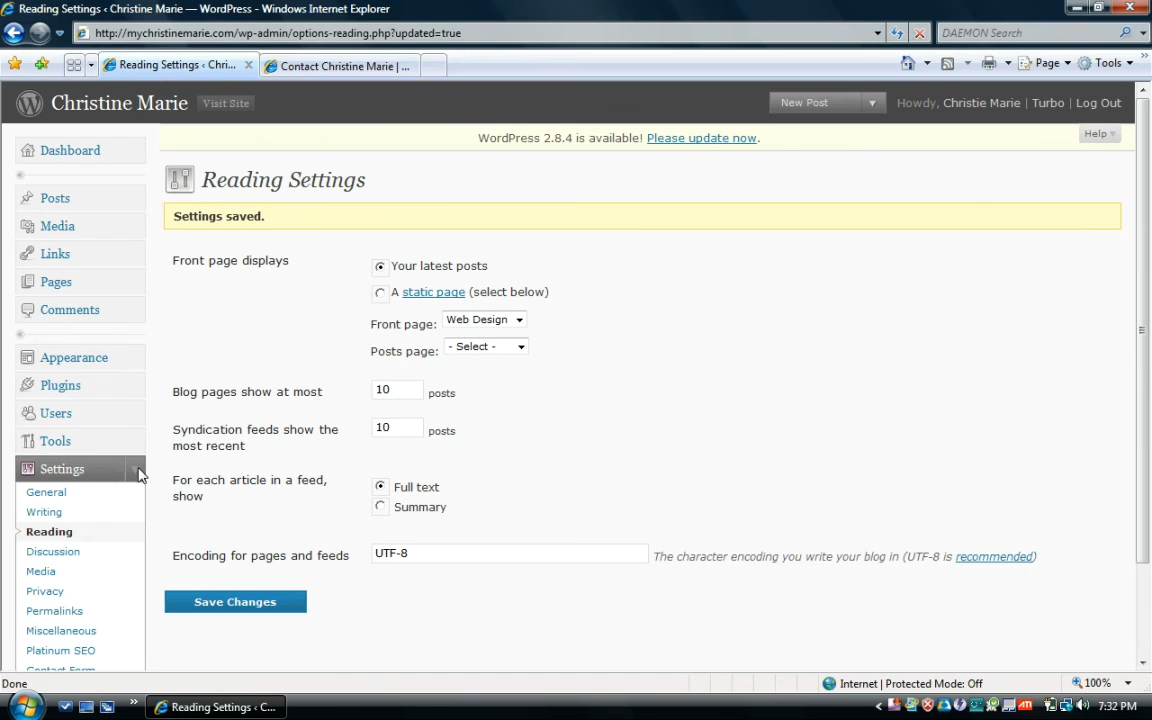 Reading Settings ‹ Christine Marie — WordPress - Windows Internet Explorer
http://mychristinemarie.com/wp-admin/options-reading.php?updated=true
DAEMON Search
Reading Settings ‹ Chri...
Contact Christine Marie | ...
Page
Tools
Christine Marie
Visit Site
New Post
Howdy, Christie Marie | Turbo | Log Out
WordPress 2.8.4 is available! Please update now.
Help
Dashboard
Posts
Media
Links
Pages
Comments
Appearance
Plugins
Users
Tools
Settings
General
Writing
Reading
Discussion
Media
Privacy
Permalinks
Miscellaneous
Platinum SEO
Contact Form
Reading Settings
Settings saved.
Front page displays
Your latest posts
A static page (select below)
Front page: Web Design
Posts page: - Select -
Blog pages show at most
10 posts
Syndication feeds show the
most recent
10 posts
For each article in a feed,
show
Full text
Summary
Encoding for pages and feeds
UTF-8
The character encoding you write your blog in (UTF-8 is recommended)
Save Changes
Done
Internet | Protected Mode: Off
100%
Reading Settings ‹ C...
7:32 PM